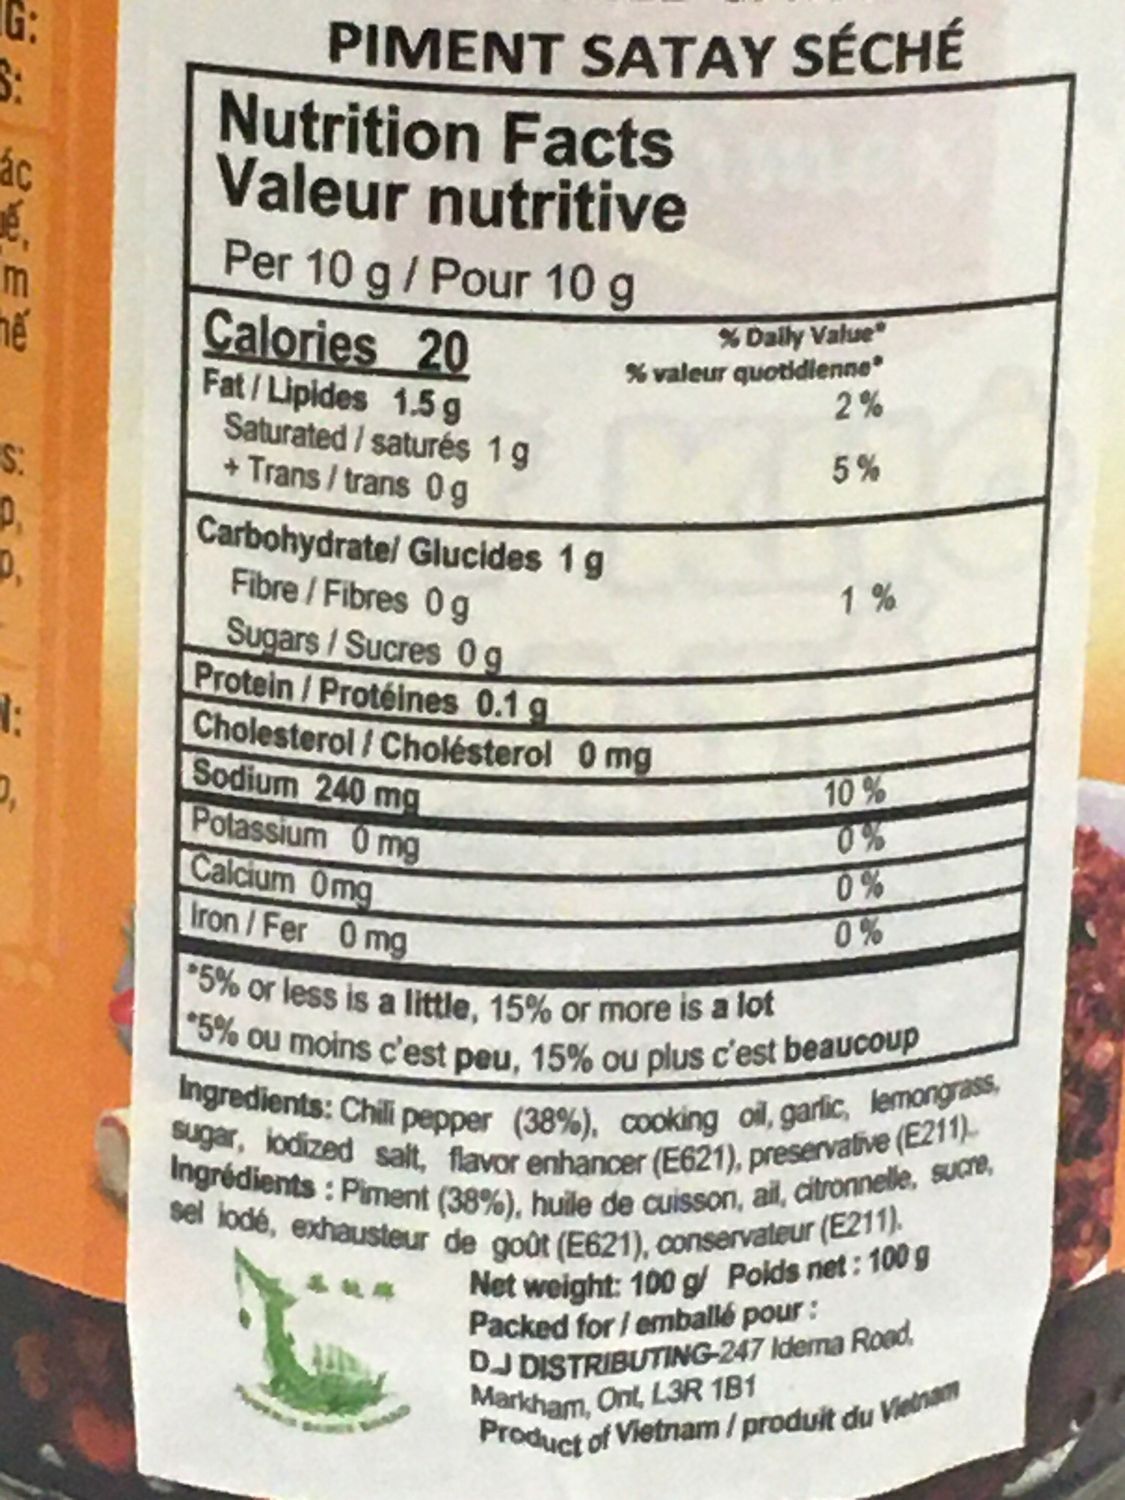 G:
S:
ác
uế,
m
hế
s:
p,
p,
N:
p,
PIMENT SATAY SÉCHÉ
Nutrition Facts
Valeur nutritive
Per 10 g / Pour 10 g
Calories 20
% Daily Value*
% valeur quotidienne*
Fat / Lipides 1.5 g 2 %
Saturated / saturés 1 g
+ Trans / trans 0 g 5 %
Carbohydrate/ Glucides 1 g
Fibre / Fibres 0 g 1 %
Sugars / Sucres 0 g
Protein / Protéines 0.1 g
Cholesterol / Cholésterol 0 mg
Sodium 240 mg 10 %
Potassium 0 mg 0 %
Calcium 0mg 0 %
Iron / Fer 0 mg 0 %
*5% or less is a little, 15% or more is a lot
*5% ou moins c'est peu, 15% ou plus c'est beaucoup
Ingredients: Chili pepper (38%), cooking oil, garlic, lemongrass,
sugar, iodized salt, flavor enhancer (E621), preservative (E211).
Ingrédients : Piment (38%), huile de cuisson, ail, citronnelle, sucre,
sel iodé, exhausteur de goût (E621), conservateur (E211).
Net weight: 100 g/ Poids net : 100 g
Packed for / emballé pour :
D.J DISTRIBUTING-247 Idema Road,
Markham, Ont, L3R 1B1
Product of Vietnam / produit du Vietnam